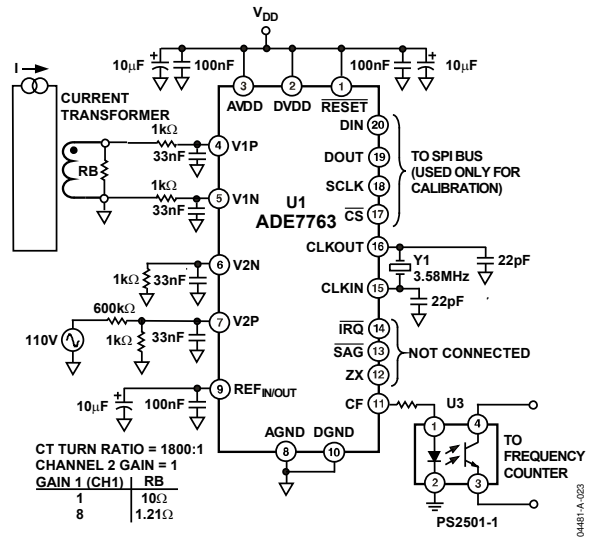 VDD
10µF
100nF
100nF
10µF
I
3
2
1
AVDD
DVDD
RESET
CURRENT
TRANSFORMER
RB
1kΩ
33nF
4
V1P
1kΩ
33nF
5
V1N
U1
ADE7763
DIN
20
DOUT
19
SCLK
18
CS
17
TO SPI BUS
(USED ONLY FOR
CALIBRATION)
CLKOUT
16
22pF
Y1
3.58MHz
CLKIN
15
22pF
1kΩ
33nF
6
V2N
600kΩ
110V
1kΩ
33nF
7
V2P
IRQ
14
SAG
13
ZX
12
NOT CONNECTED
10µF
100nF
9
REFIN/OUT
CF
11
U3
1
4
2
3
TO
FREQUENCY
COUNTER
PS2501-1
AGND
DGND
8
10
CT TURN RATIO = 1800:1
CHANNEL 2 GAIN = 1
GAIN 1 (CH1) RB
1 10Ω
8 1.21Ω
04481-A-023